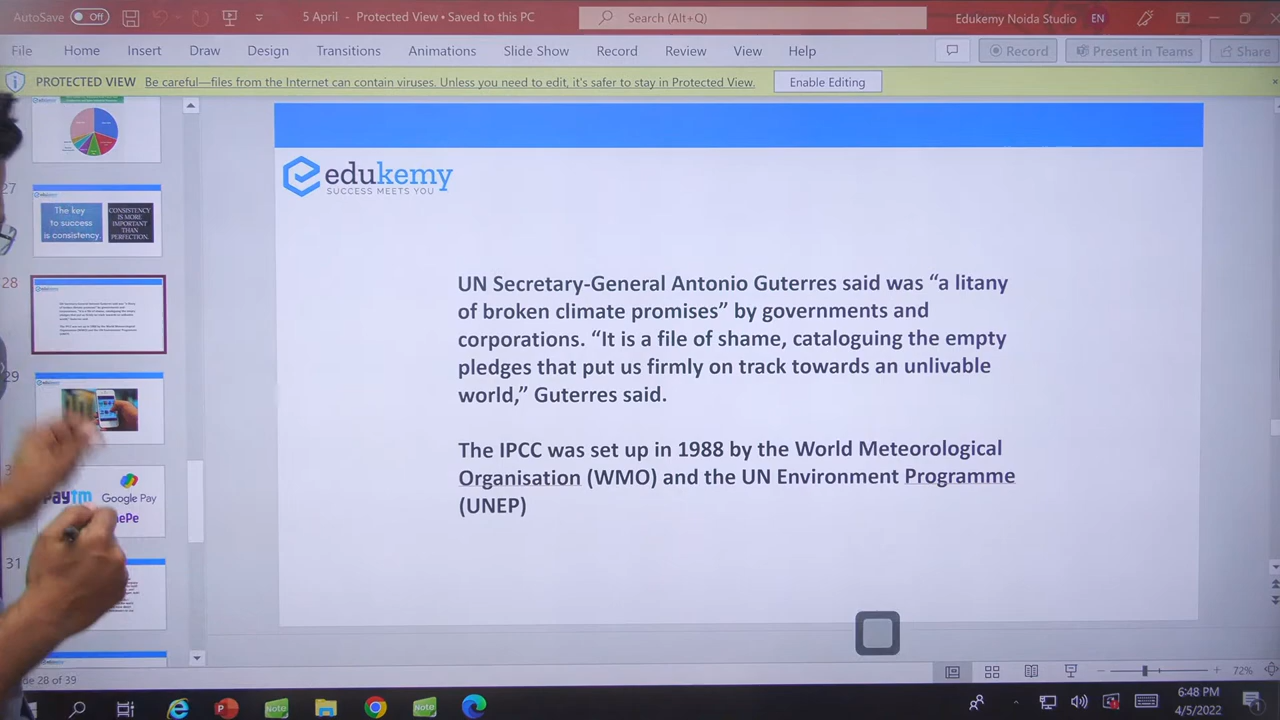 AutoSave Off 5 April - Protected View • Saved to this PC Search (Alt+Q) Edukemy Noida Studio EN
File Home Insert Draw Design Transitions Animations Slide Show Record Review View Help Record Present in Teams Share
PROTECTED VIEW Be careful—files from the Internet can contain viruses. Unless you need to edit, it's safer to stay in Protected View. Enable Editing
27
The key
to success
is consistency.
CONSISTENCY
IS MORE
IMPORTANT
THAN
PERFECTION.
28
29
Paytm Google Pay
31
edukemy
SUCCESS MEETS YOU
UN Secretary-General Antonio Guterres said was “a litany
of broken climate promises” by governments and
corporations. “It is a file of shame, cataloguing the empty
pledges that put us firmly on track towards an unlivable
world,” Guterres said.
The IPCC was set up in 1988 by the World Meteorological
Organisation (WMO) and the UN Environment Programme
(UNEP)
28 of 39
72%
Note Note
6:48 PM
4/5/2022